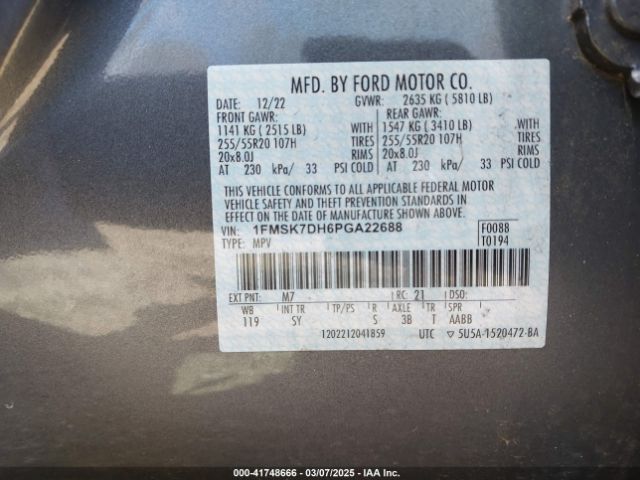 MFD. BY FORD MOTOR CO.
DATE: 12/22 GVWR: 2635 KG ( 5810 LB)
FRONT GAWR: REAR GAWR:
1141 KG ( 2515 LB) WITH 1547 KG ( 3410 LB) WITH
255/55R20 107H TIRES 255/55R20 107H TIRES
20x8.0J RIMS 20x8.0J RIMS
AT 230 kPa/ 33 PSI COLD AT 230 kPa/ 33 PSI COLD
THIS VEHICLE CONFORMS TO ALL APPLICABLE FEDERAL MOTOR
VEHICLE SAFETY AND THEFT PREVENTION STANDARDS IN
EFFECT ON THE DATE OF MANUFACTURE SHOWN ABOVE.
VIN: 1FMSK7DH6PGA22688 F0088
TYPE: MPV T0194
EXT PNT: M7 RC: 21 DSO:
WB INT TR TP/PS R AXLE TR SPR
119 SY S 3B T AABB
1202212041859 UTC ▽ 5U5A-1520472-BA
000-41748666 — 03/07/2025 — IAAI.COM